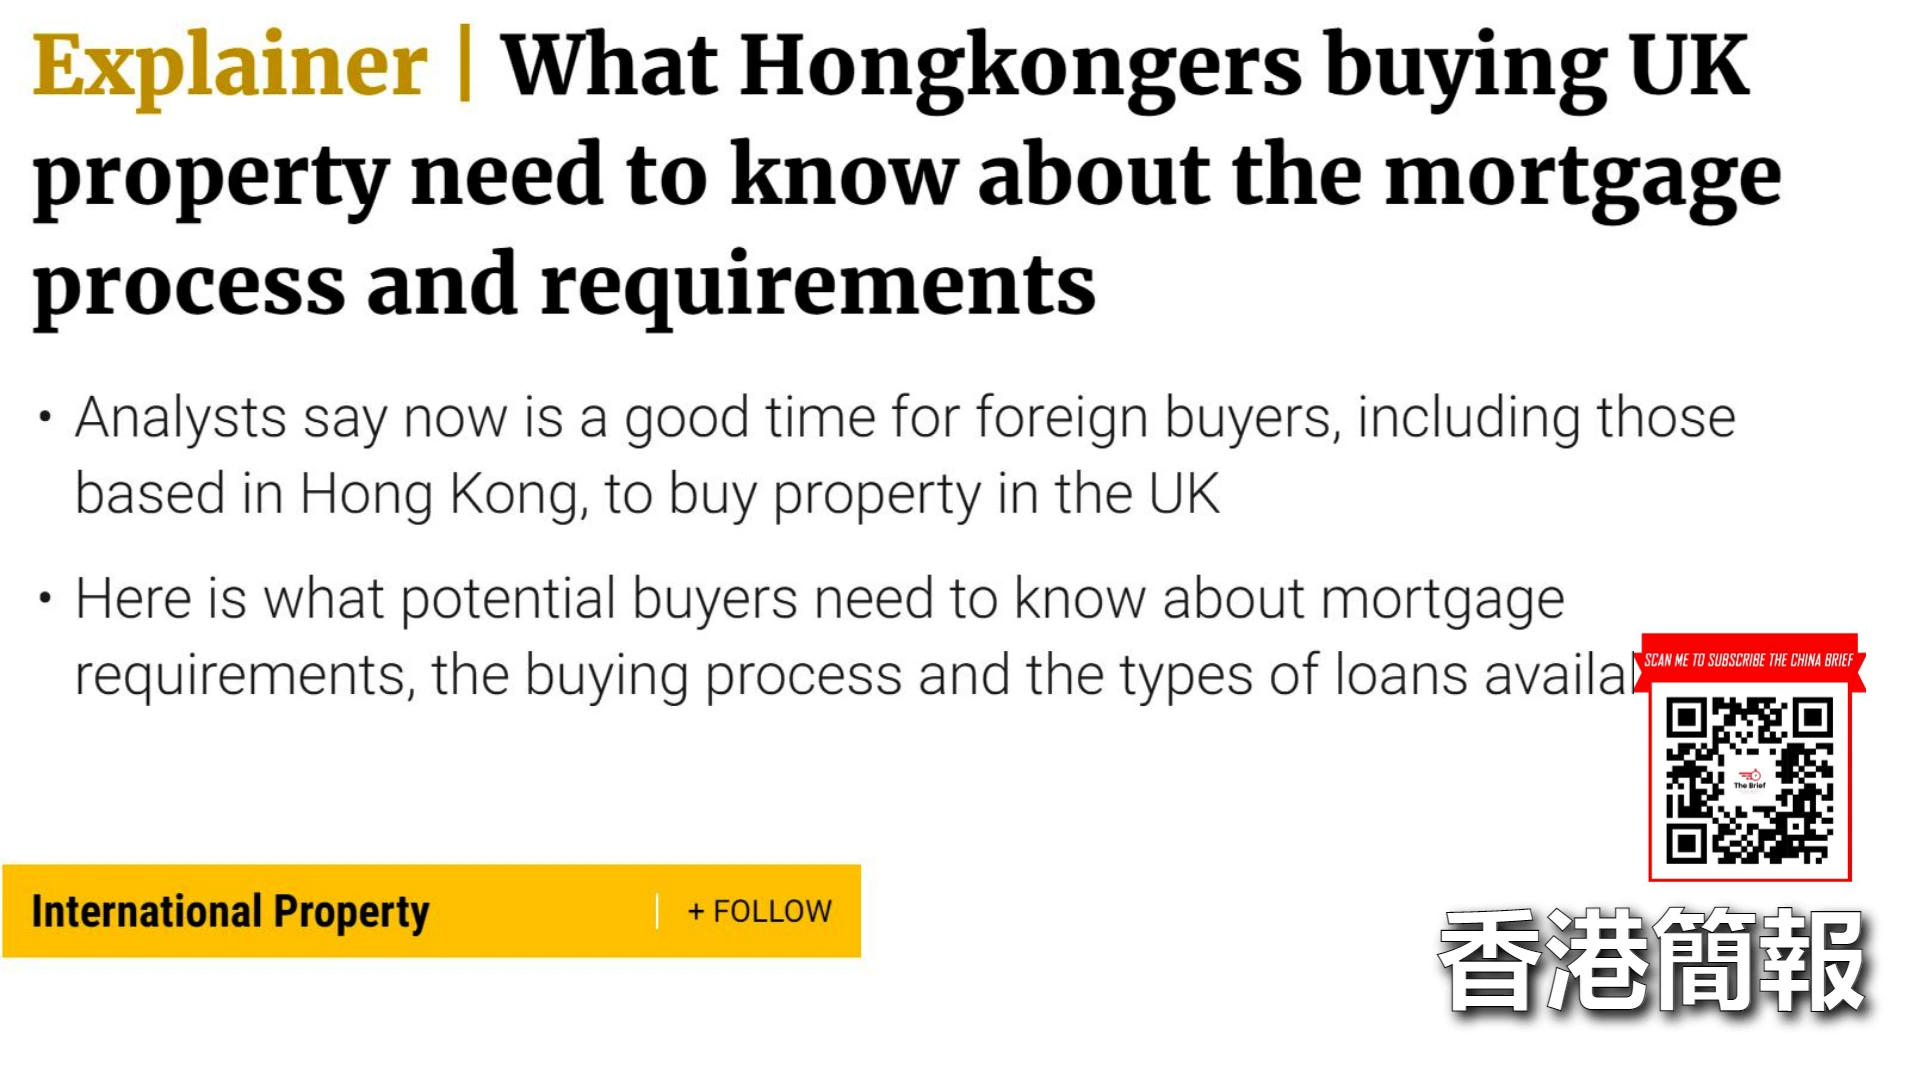 Explainer | What Hongkongers buying UK
property need to know about the mortgage
process and requirements
• Analysts say now is a good time for foreign buyers, including those
based in Hong Kong, to buy property in the UK
• Here is what potential buyers need to know about mortgage
requirements, the buying process and the types of loans
SCAN ME TO SUBSCRIBE THE CHINA BRIEF
The Brief
International Property
+ FOLLOW
香港簡報